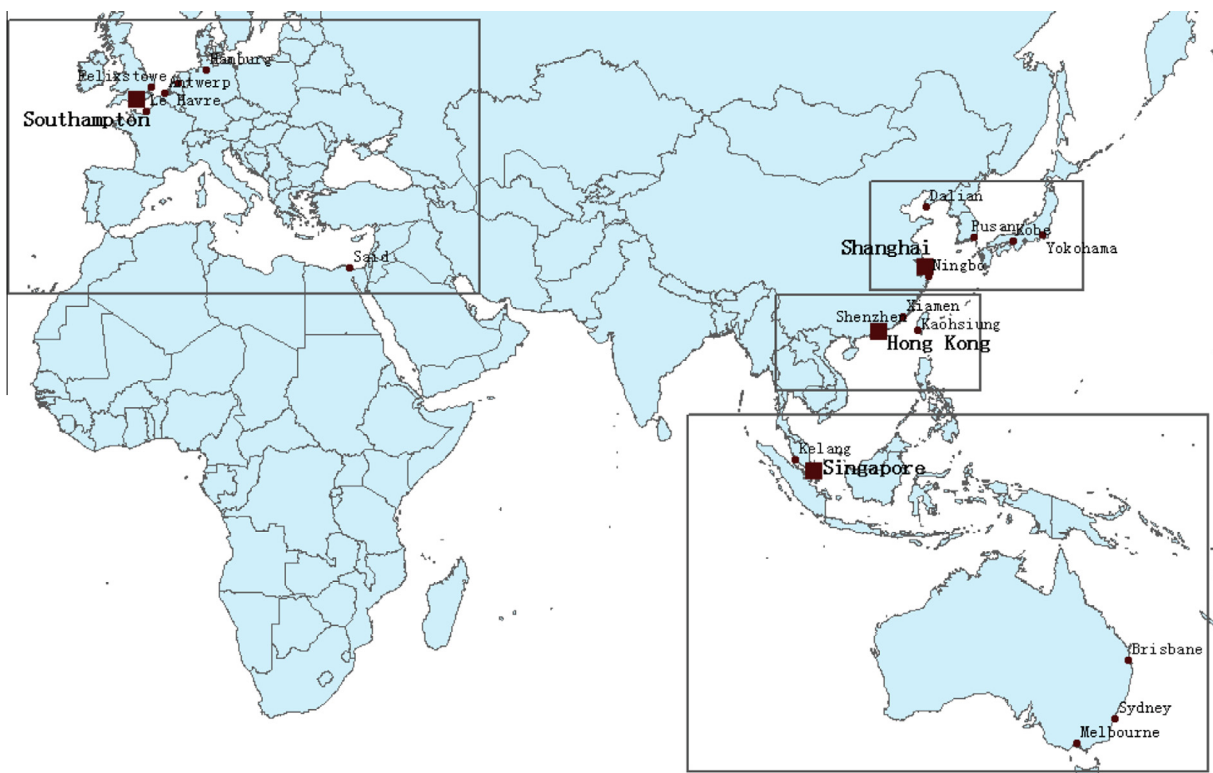 Hamburg
Felixstowe
Antwerp
Le Havre
Southampton
Said
Dalian
Pusan
Kobe
Yokohama
Shanghai
Ningbo
Xiamen
Shenzhen
Kaohsiung
Hong Kong
Kelang
Singapore
Brisbane
Sydney
Melbourne